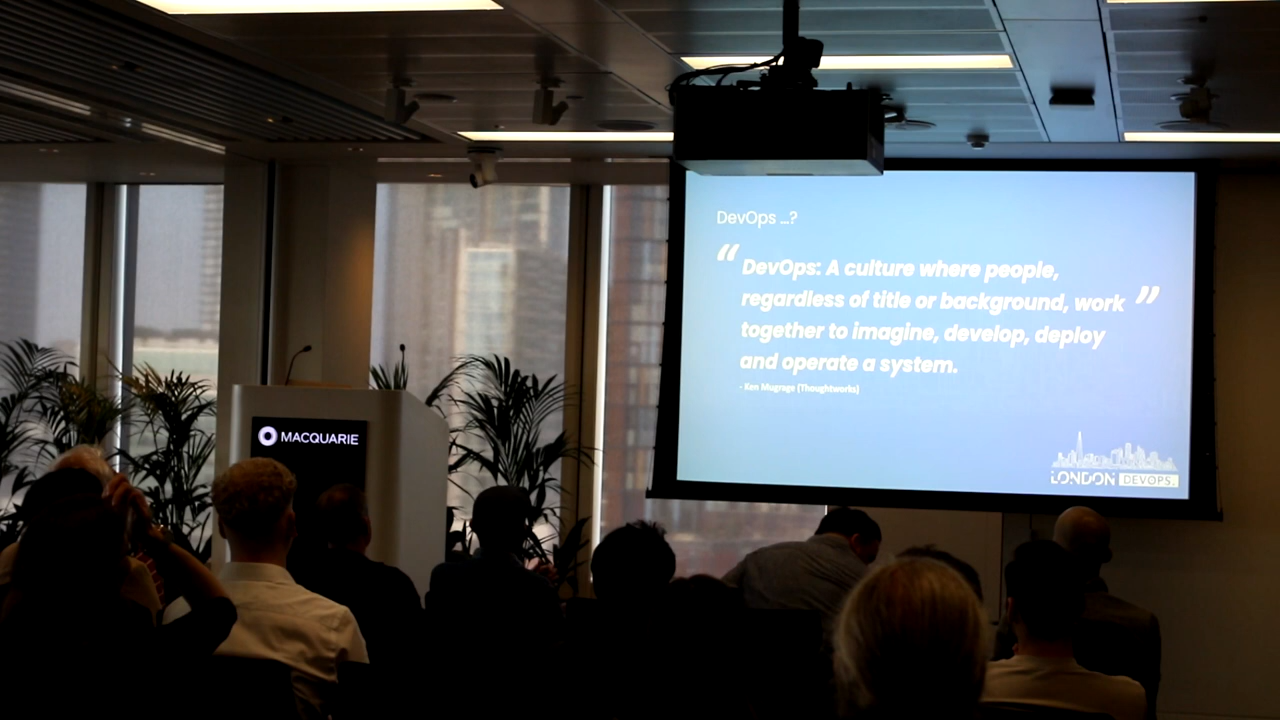 DevOps ...?
“ DevOps: A culture where people,
regardless of title or background, work ”
together to imagine, develop, deploy
and operate a system.
- Ken Mugrage (Thoughtworks)
MACQUARIE
LONDON DEVOPS.